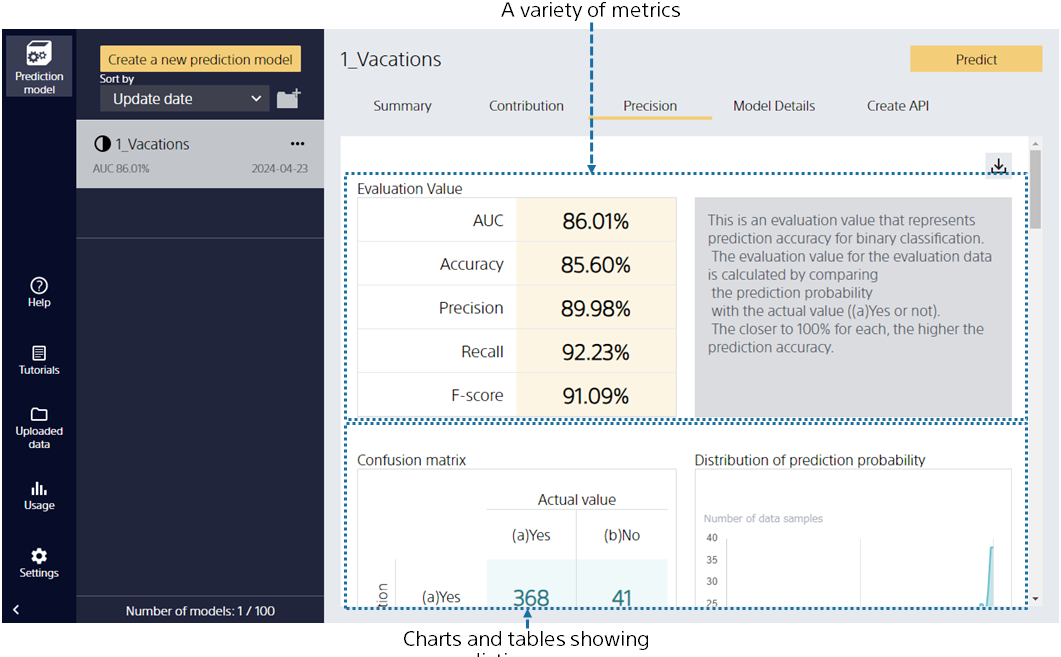 A variety of metrics
Prediction
model
Create a new prediction model
Sort by
Update date
1_Vacations
AUC 86.01%
2024-04-23
Help
Tutorials
Uploaded
data
Usage
Settings
Number of models: 1 / 100
1_Vacations
Predict
Summary
Contribution
Precision
Model Details
Create API
Evaluation Value
AUC
86.01%
Accuracy
85.60%
Precision
89.98%
Recall
92.23%
F-score
91.09%
This is an evaluation value that represents
prediction accuracy for binary classification.
The evaluation value for the evaluation data
is calculated by comparing
the prediction probability
with the actual value ((a)Yes or not).
The closer to 100% for each, the higher the
prediction accuracy.
Confusion matrix
Actual value
(a)Yes
(b)No
(a)Yes
368
41
Distribution of prediction probability
Number of data samples
40
35
30
25
Charts and tables showing